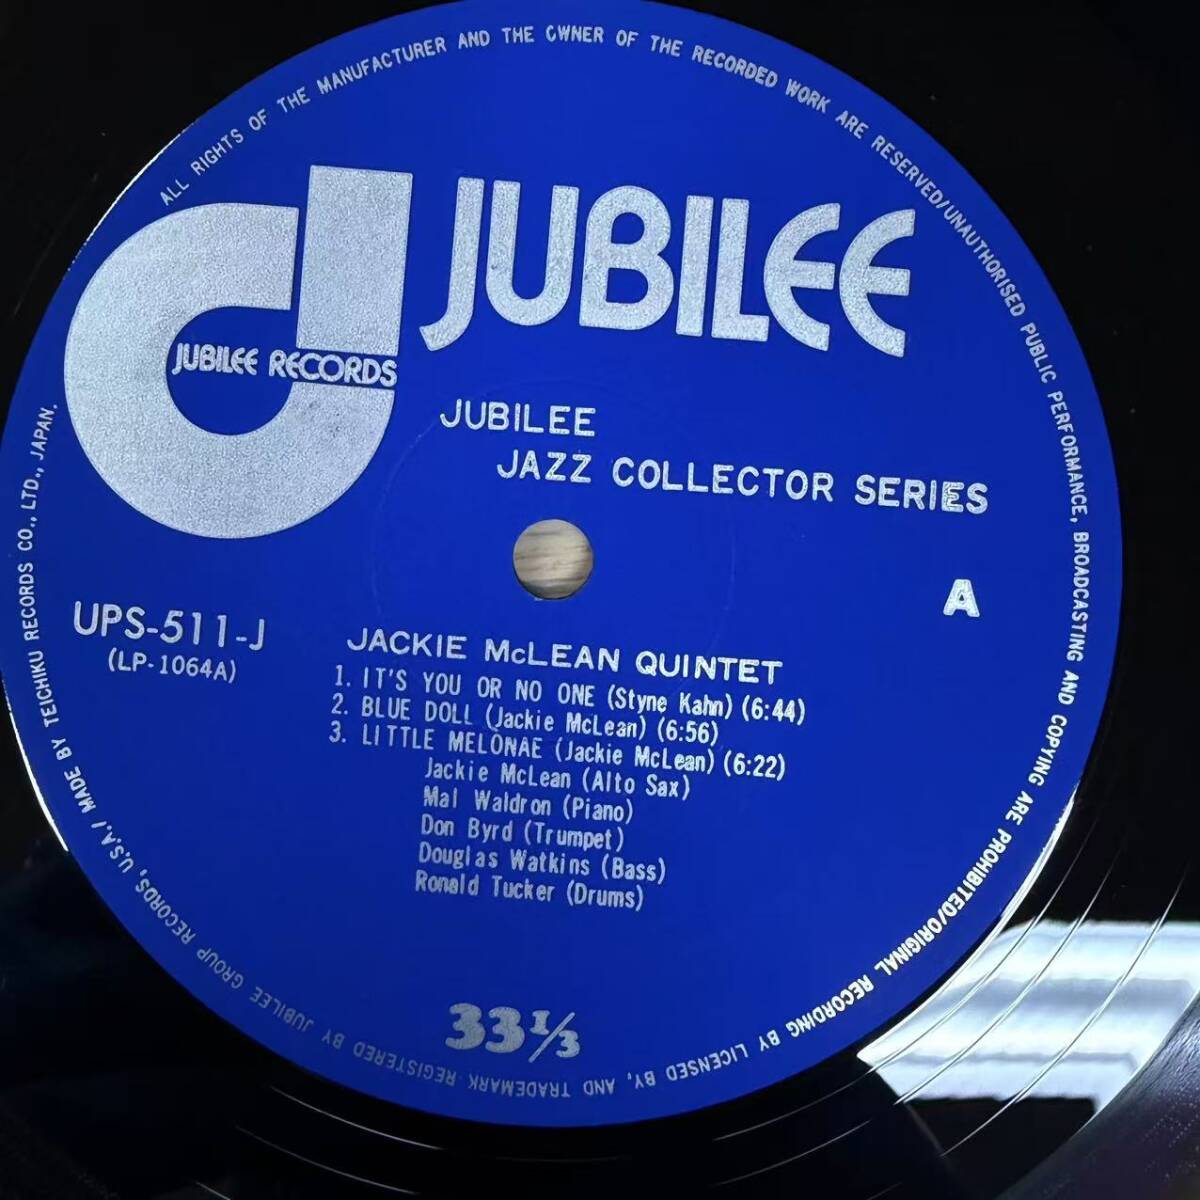 ALL RIGHTS OF THE MANUFACTURER AND THE OWNER OF THE RECORDED WORK ARE RESERVED/UNAUTHORISED PUBLIC PERFORMANCE, BROADCASTING AND COPYING ARE PROHIBITED/ORIGINAL RECORDING BY LICENSED BY, AND TRADEMARK REGISTERED BY JUBILEE GROUP RECORDS, U.S.A./ MADE BY TEICHIKU RECORDS CO., LTD., JAPAN.
JUBILEE
JUBILEE RECORDS
JUBILEE
JAZZ COLLECTOR SERIES
A
UPS-511-J
(LP-1064A)
JACKIE McLEAN QUINTET
1. IT'S YOU OR NO ONE (Styne Kahn) (6:44)
2. BLUE DOLL (Jackie McLean) (6:56)
3. LITTLE MELONAE (Jackie McLean) (6:22)
Jackie McLean (Alto Sax)
Mal Waldron (Piano)
Don Byrd (Trumpet)
Douglas Watkins (Bass)
Ronald Tucker (Drums)
33 1/3